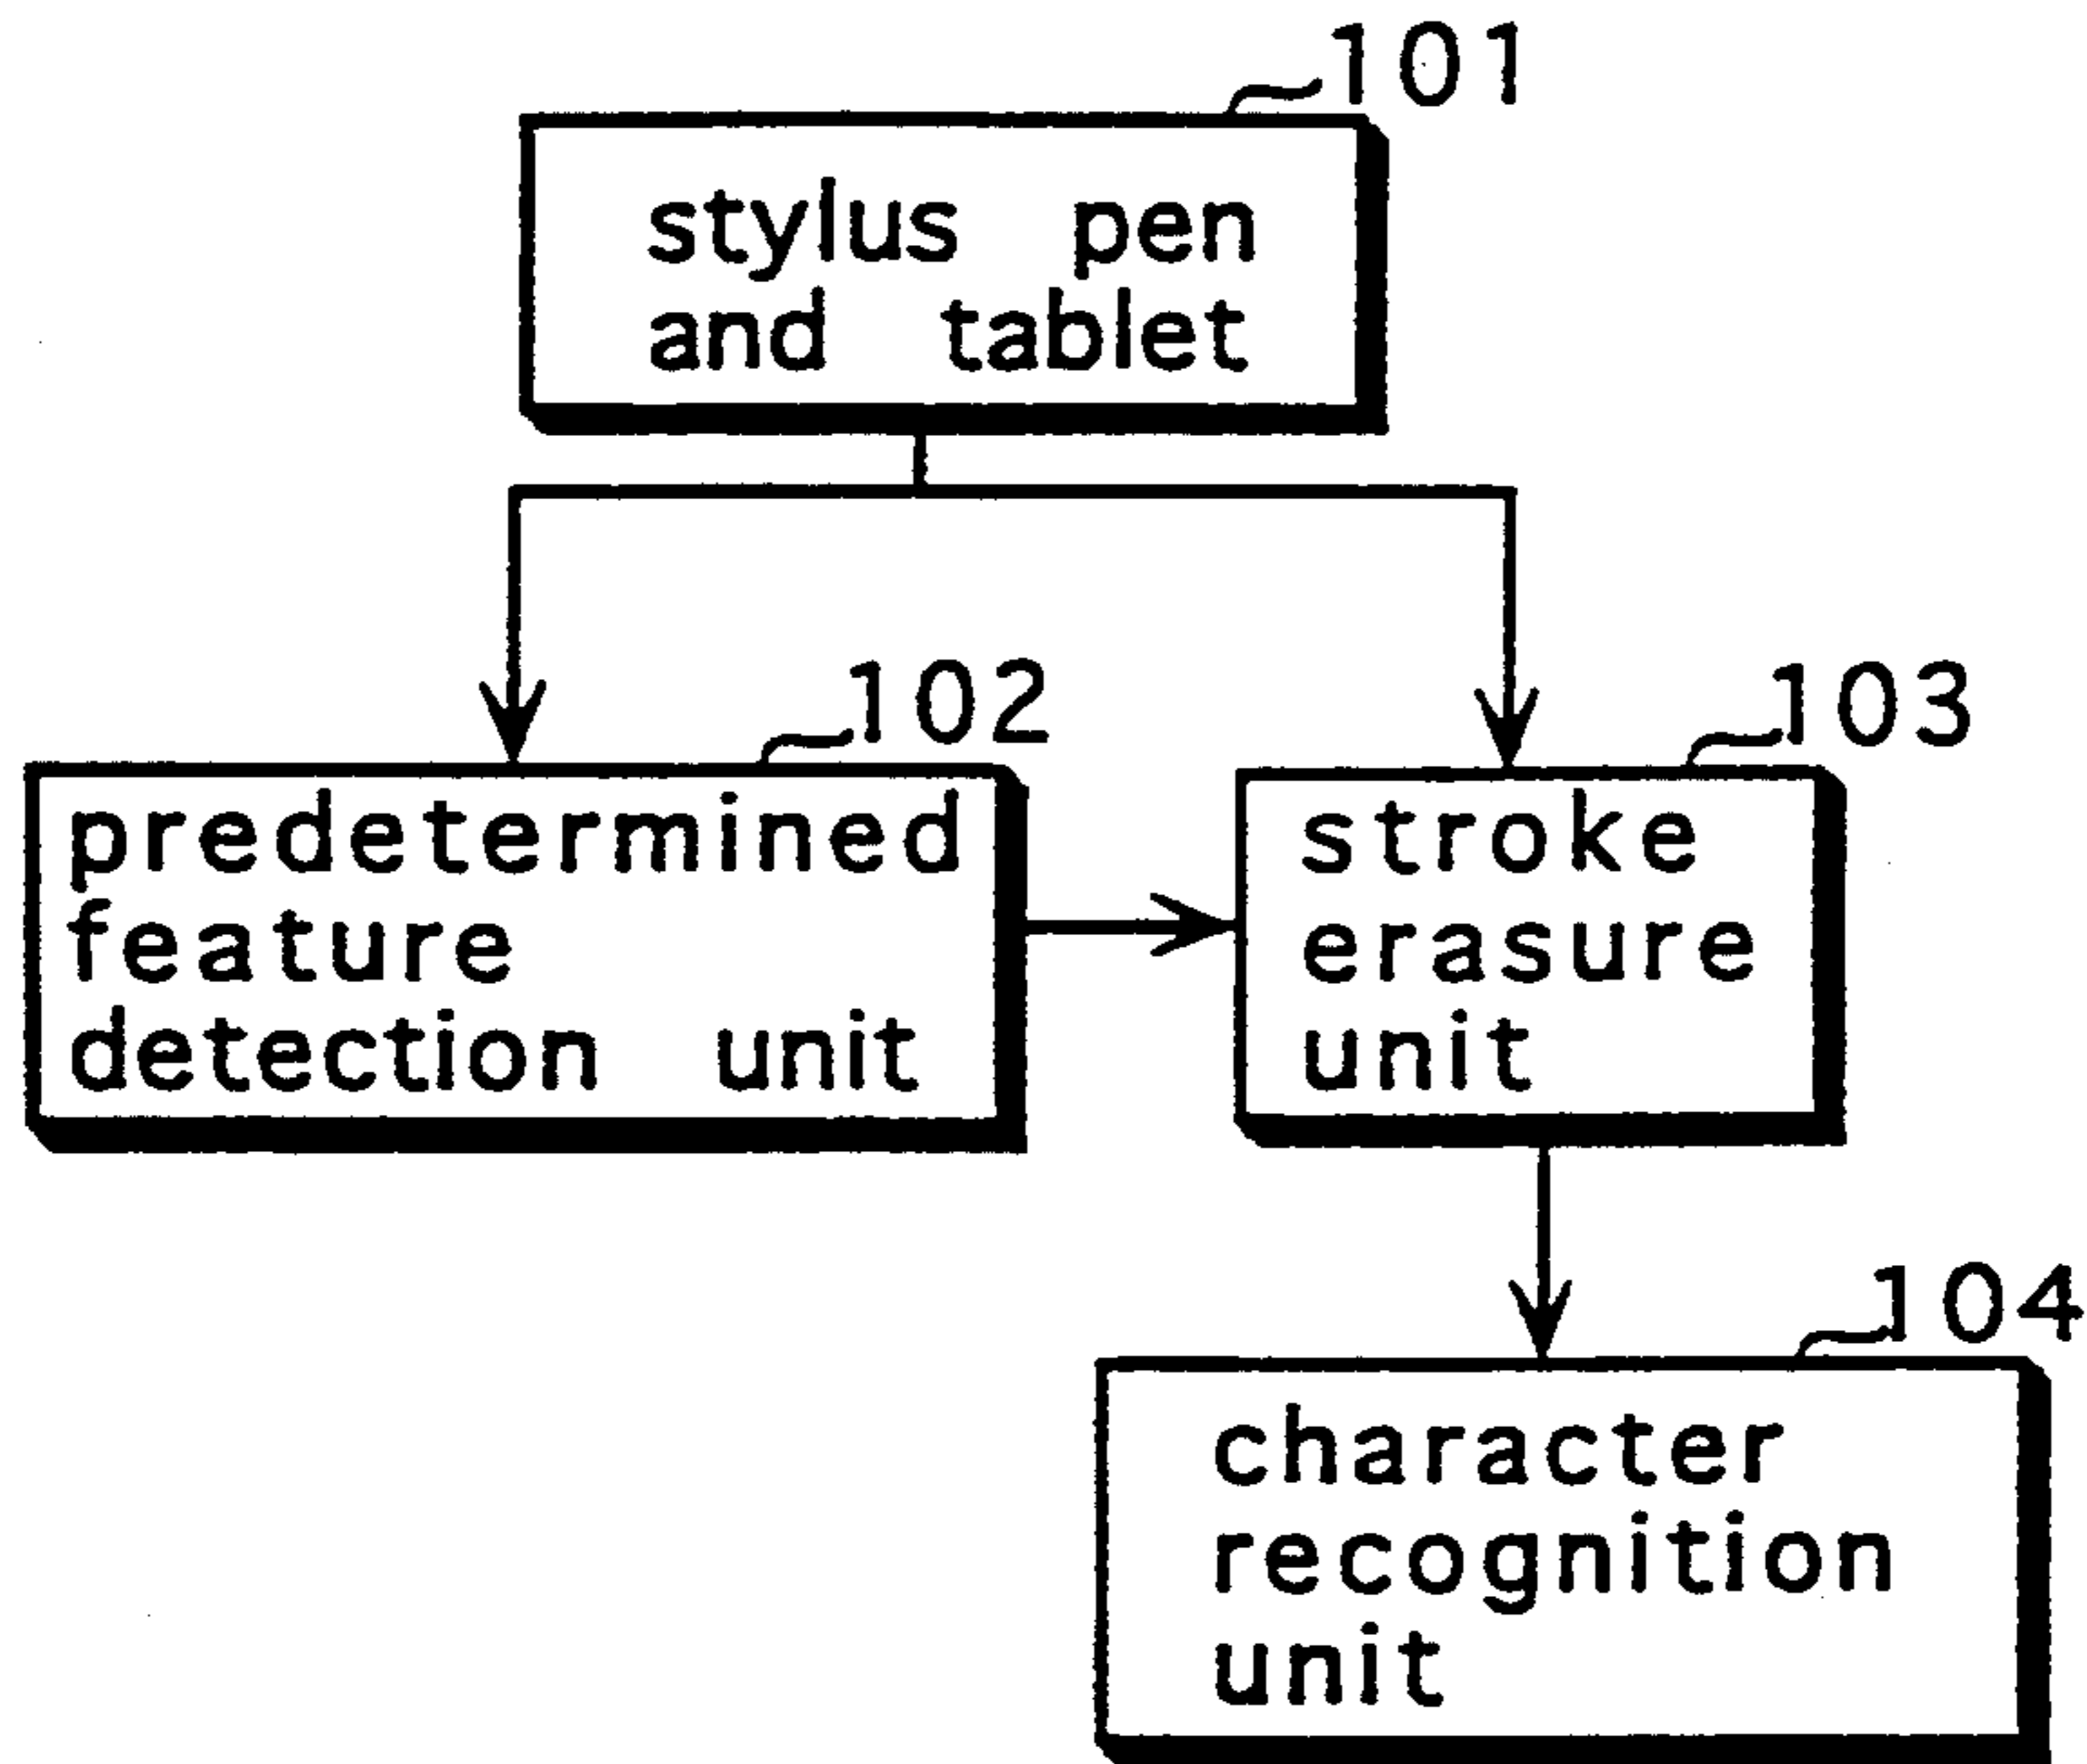 101
stylus pen
and tablet
102
predetermined
feature
detection unit
103
stroke
erasure
unit
104
character
recognition
unit